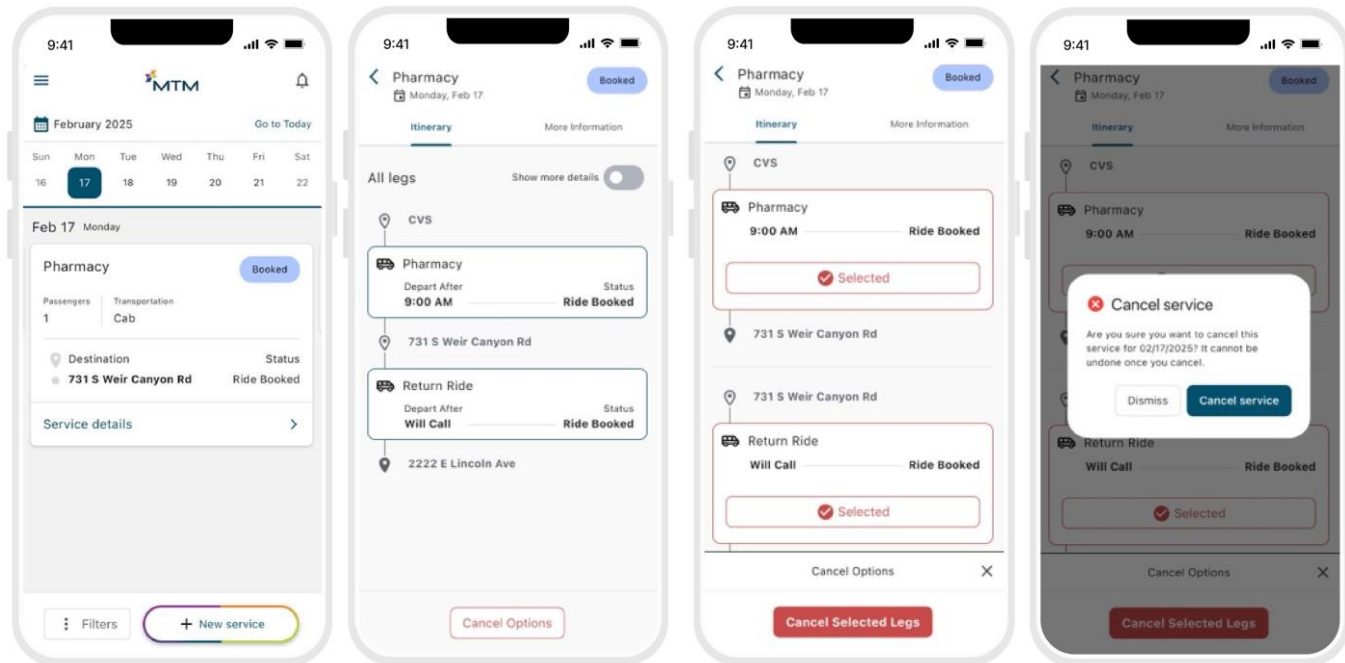 9:41
MTM
February 2025 Go to Today
Sun Mon Tue Wed Thu Fri Sat
16 17 18 19 20 21 22
Feb 17 Monday
Pharmacy Booked
Passengers Transportation
1 Cab
Destination Status
731 S Weir Canyon Rd Ride Booked
Service details
Filters + New service
9:41
Pharmacy Booked
Monday, Feb 17
Itinerary More Information
All legs Show more details
CVS
Pharmacy
Depart After Status
9:00 AM Ride Booked
731 S Weir Canyon Rd
Return Ride
Depart After Status
Will Call Ride Booked
2222 E Lincoln Ave
Cancel Options
9:41
Pharmacy Booked
Monday, Feb 17
Itinerary More Information
CVS
Pharmacy
9:00 AM Ride Booked
Selected
731 S Weir Canyon Rd
731 S Weir Canyon Rd
Return Ride
Will Call Ride Booked
Selected
Cancel Options
Cancel Selected Legs
9:41
Pharmacy Booked
Monday, Feb 17
Itinerary More Information
CVS
Pharmacy
9:00 AM Ride Booked
Cancel service
Are you sure you want to cancel this
service for 02/17/2025? It cannot be
undone once you cancel.
Dismiss Cancel service
Return Ride
Will Call Ride Booked
Selected
Cancel Options
Cancel Selected Legs